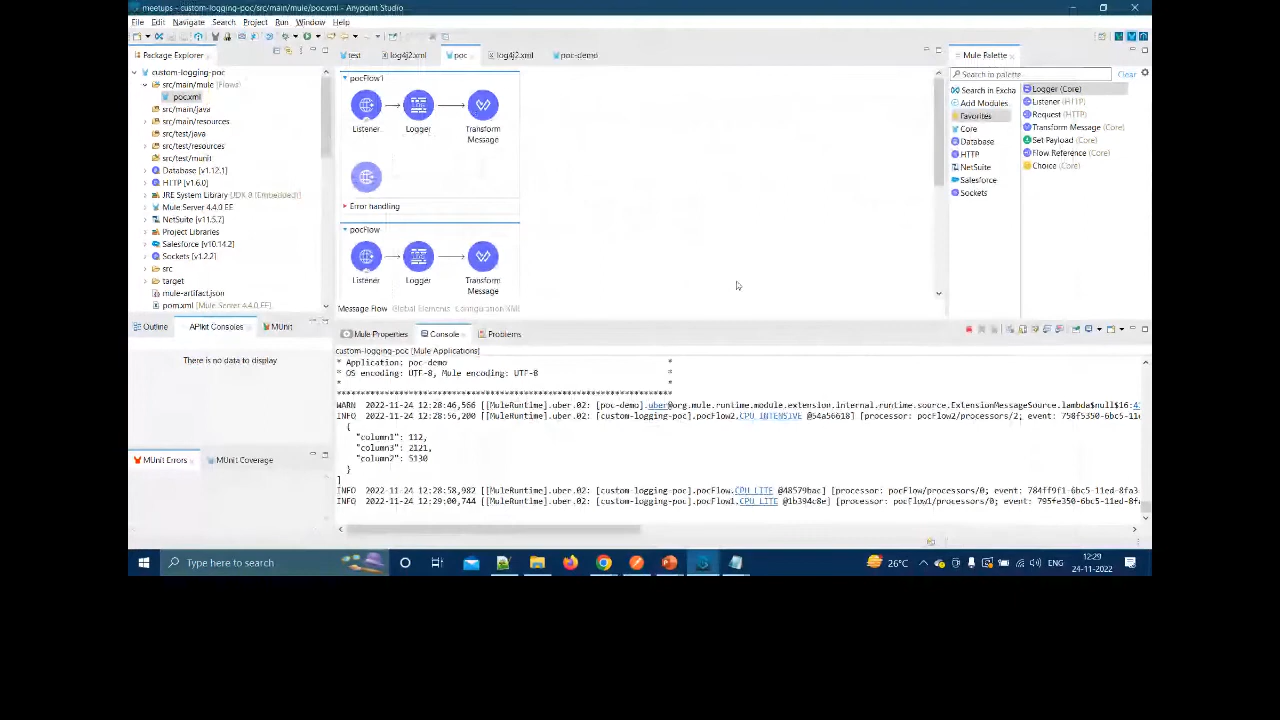 meetups - custom-logging-poc/src/main/mule/poc.xml - Anypoint Studio
File Edit Navigate Search Project Run Window Help
Package Explorer
test log4j2.xml poc log4j2.xml poc-demo
Mule Palette
custom-logging-poc
src/main/mule (Flows)
poc.xml
src/main/java
src/main/resources
src/test/java
src/test/resources
src/test/munit
Database [v1.12.1]
HTTP [v1.6.0]
JRE System Library [JDK 8 (Embedded)]
Mule Server 4.4.0 EE
NetSuite [v11.5.7]
Project Libraries
Salesforce [v10.14.2]
Sockets [v1.2.2]
src
target
mule-artifact.json
pom.xml [Mule Server 4.4.0 EE]
pocFlow1
Listener Logger Transform Message
Error handling
pocFlow
Listener Logger Transform Message
Message Flow Global Elements Configuration XML
Search in palette Clear
Search in Excha
Add Modules
Favorites
Core
Database
HTTP
NetSuite
Salesforce
Sockets
Logger (Core)
Listener (HTTP)
Request (HTTP)
Transform Message (Core)
Set Payload (Core)
Flow Reference (Core)
Choice (Core)
Outline APIkit Consoles MUnit
There is no data to display
MUnit Errors MUnit Coverage
Mule Properties Console Problems
custom-logging-poc [Mule Applications]
* Application: poc-demo *
* OS encoding: UTF-8, Mule encoding: UTF-8 *
* *
WARN 2022-11-24 12:28:46,566 [[MuleRuntime].uber.02: [poc-demo].uber@org.mule.runtime.module.extension.internal.runtime.source.ExtensionMessageSource.lambda$null$16:4
INFO 2022-11-24 12:28:56,200 [[MuleRuntime].uber.02: [custom-logging-poc].pocFlow2.CPU_INTENSIVE @54a56618] [processor: pocFlow2/processors/2; event: 758f5350-6bc5-11e
{
"column1": 112,
"column3": 2121,
"column2": 5130
}
]
INFO 2022-11-24 12:28:58,982 [[MuleRuntime].uber.02: [custom-logging-poc].pocFlow.CPU_LITE @48579bac] [processor: pocFlow/processors/0; event: 784ff9f1-6bc5-11ed-8fa3
INFO 2022-11-24 12:29:00,744 [[MuleRuntime].uber.02: [custom-logging-poc].pocFlow1.CPU_LITE @1b394c8e] [processor: pocFlow1/processors/0; event: 795fe350-6bc5-11ed-8f
Type here to search
26°C
ENG
12:29
24-11-2022